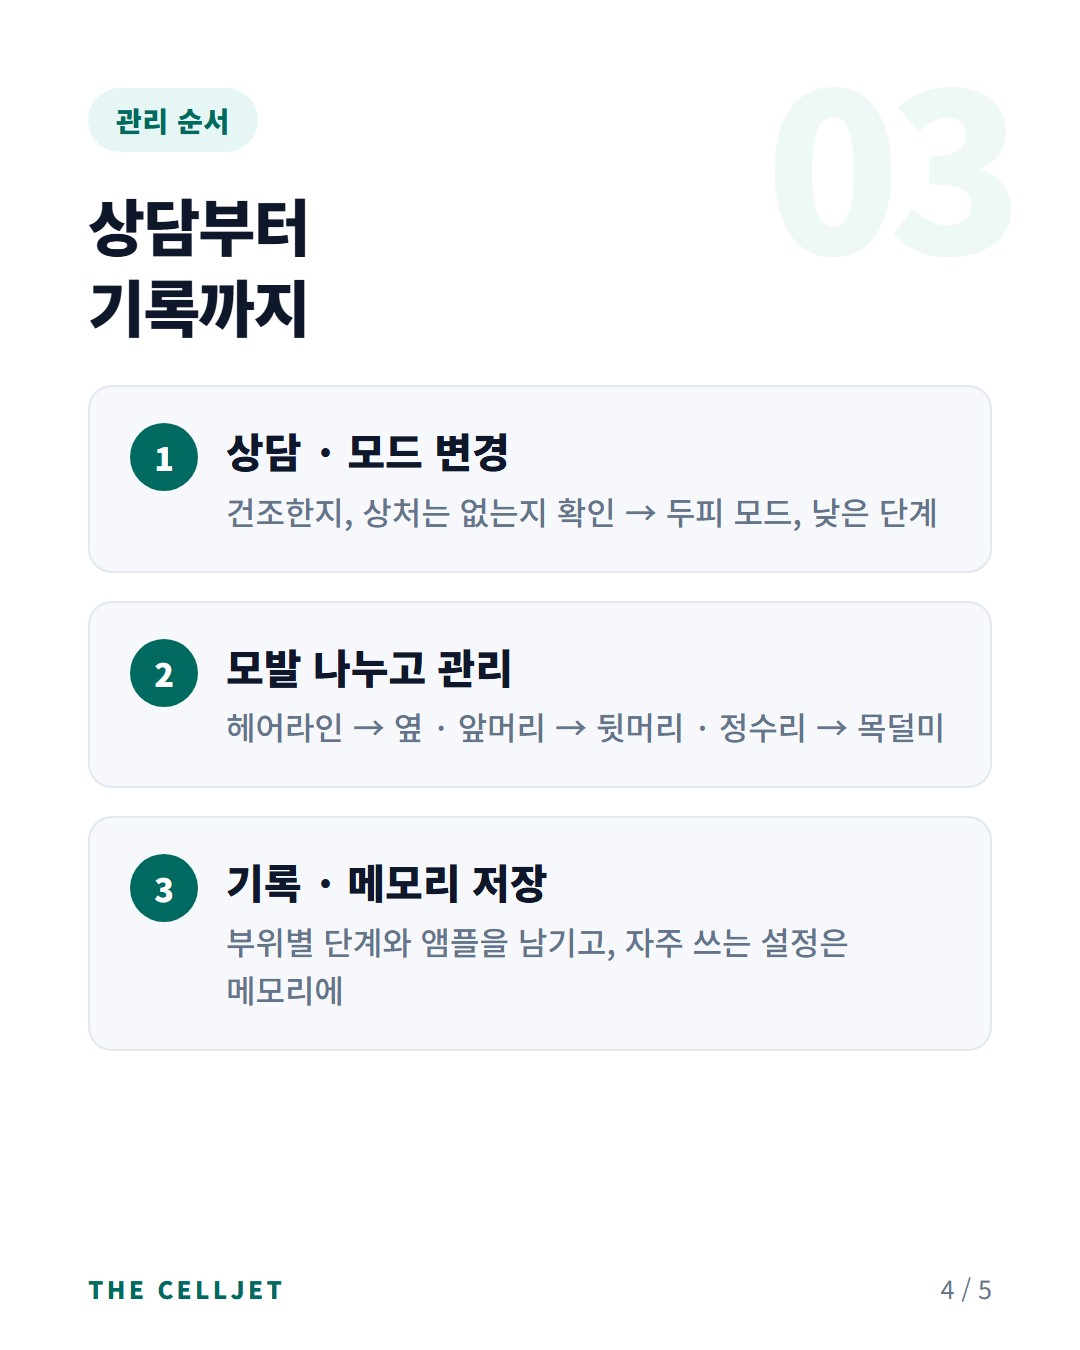 관리 순서
03
상담부터
기록까지
1
상담 · 모드 변경
건조한지, 상처는 없는지 확인 → 두피 모드, 낮은 단계
2
모발 나누고 관리
헤어라인 → 옆 · 앞머리 → 뒷머리 · 정수리 → 목덜미
3
기록 · 메모리 저장
부위별 단계와 앰플을 남기고, 자주 쓰는 설정은
메모리에
THE CELLJET
4 / 5